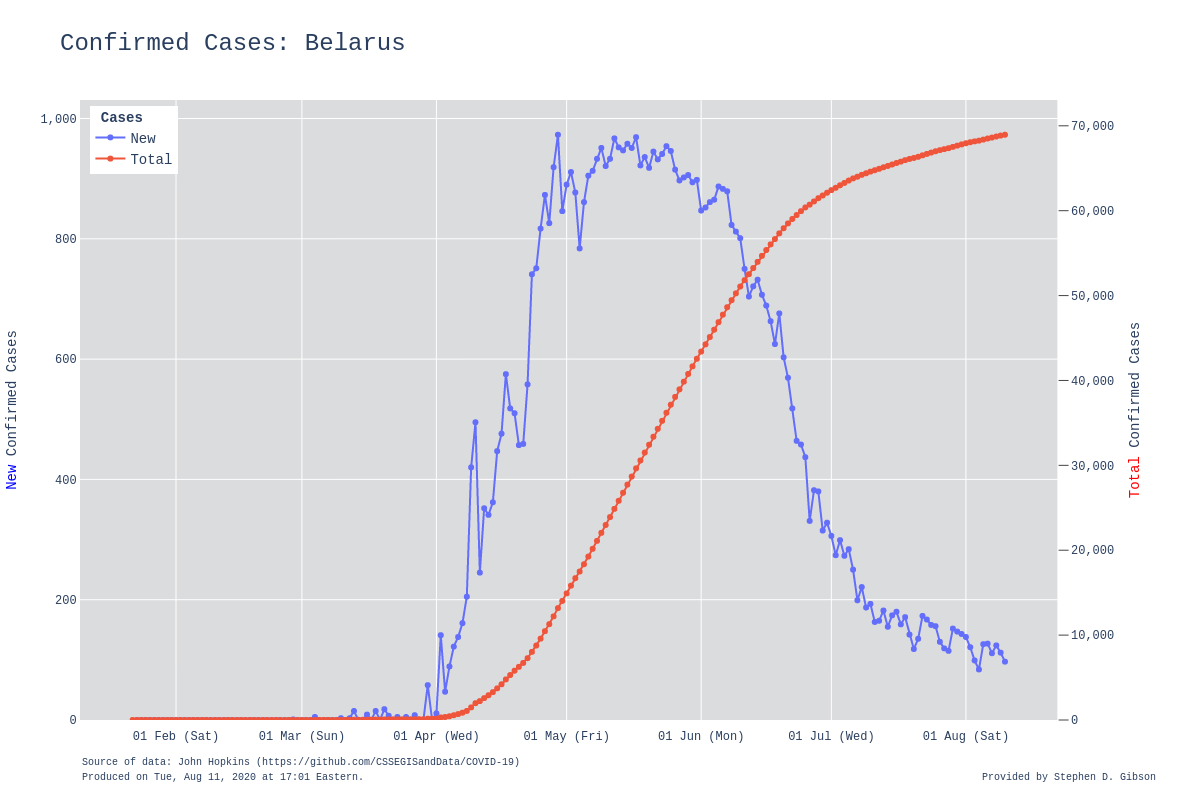 Confirmed Cases: Belarus
Cases
New
Total
1,000
800
600
400
200
0
70,000
60,000
50,000
40,000
30,000
20,000
10,000
0
New Confirmed Cases
Total Confirmed Cases
01 Feb (Sat) 01 Mar (Sun) 01 Apr (Wed) 01 May (Fri) 01 Jun (Mon) 01 Jul (Wed) 01 Aug (Sat)
Source of data: John Hopkins (https://github.com/CSSEGISandData/COVID-19)
Produced on Tue, Aug 11, 2020 at 17:01 Eastern.
Provided by Stephen D. Gibson